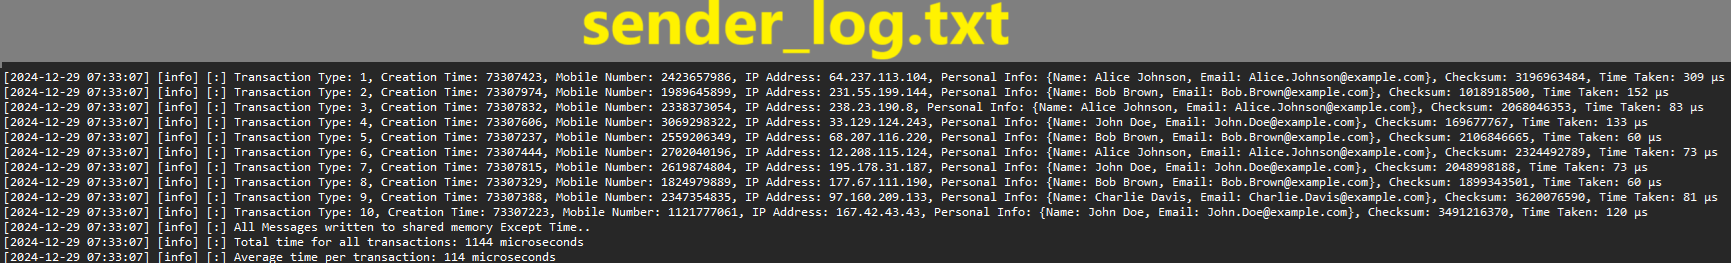 sender_log.txt
[2024-12-29 07:33:07] [info] [:] Transaction Type: 1, Creation Time: 73307423, Mobile Number: 2423657986, IP Address: 64.237.113.104, Personal Info: {Name: Alice Johnson, Email: Alice.Johnson@example.com}, Checksum: 3196963484, Time Taken: 309 µs
[2024-12-29 07:33:07] [info] [:] Transaction Type: 2, Creation Time: 73307974, Mobile Number: 1989645899, IP Address: 231.55.199.144, Personal Info: {Name: Bob Brown, Email: Bob.Brown@example.com}, Checksum: 1018918500, Time Taken: 152 µs
[2024-12-29 07:33:07] [info] [:] Transaction Type: 3, Creation Time: 73307832, Mobile Number: 2338373054, IP Address: 238.23.190.8, Personal Info: {Name: Alice Johnson, Email: Alice.Johnson@example.com}, Checksum: 2068046353, Time Taken: 83 µs
[2024-12-29 07:33:07] [info] [:] Transaction Type: 4, Creation Time: 73307606, Mobile Number: 3069298322, IP Address: 33.129.124.243, Personal Info: {Name: John Doe, Email: John.Doe@example.com}, Checksum: 169677767, Time Taken: 133 µs
[2024-12-29 07:33:07] [info] [:] Transaction Type: 5, Creation Time: 73307237, Mobile Number: 2559206349, IP Address: 68.207.116.220, Personal Info: {Name: Bob Brown, Email: Bob.Brown@example.com}, Checksum: 2106846665, Time Taken: 60 µs
[2024-12-29 07:33:07] [info] [:] Transaction Type: 6, Creation Time: 73307444, Mobile Number: 2702040196, IP Address: 12.208.115.124, Personal Info: {Name: Alice Johnson, Email: Alice.Johnson@example.com}, Checksum: 2324492789, Time Taken: 73 µs
[2024-12-29 07:33:07] [info] [:] Transaction Type: 7, Creation Time: 73307815, Mobile Number: 2619874804, IP Address: 195.178.31.187, Personal Info: {Name: John Doe, Email: John.Doe@example.com}, Checksum: 2048998188, Time Taken: 73 µs
[2024-12-29 07:33:07] [info] [:] Transaction Type: 8, Creation Time: 73307329, Mobile Number: 1824979889, IP Address: 177.67.111.190, Personal Info: {Name: Bob Brown, Email: Bob.Brown@example.com}, Checksum: 1899343501, Time Taken: 60 µs
[2024-12-29 07:33:07] [info] [:] Transaction Type: 9, Creation Time: 73307388, Mobile Number: 2347354835, IP Address: 97.160.209.133, Personal Info: {Name: Charlie Davis, Email: Charlie.Davis@example.com}, Checksum: 3620076590, Time Taken: 81 µs
[2024-12-29 07:33:07] [info] [:] Transaction Type: 10, Creation Time: 73307223, Mobile Number: 1121777061, IP Address: 167.42.43.43, Personal Info: {Name: John Doe, Email: John.Doe@example.com}, Checksum: 3491216370, Time Taken: 120 µs
[2024-12-29 07:33:07] [info] [:] All Messages written to shared memory Except Time..
[2024-12-29 07:33:07] [info] [:] Total time for all transactions: 1144 microseconds
[2024-12-29 07:33:07] [info] [:] Average time per transaction: 114 microseconds